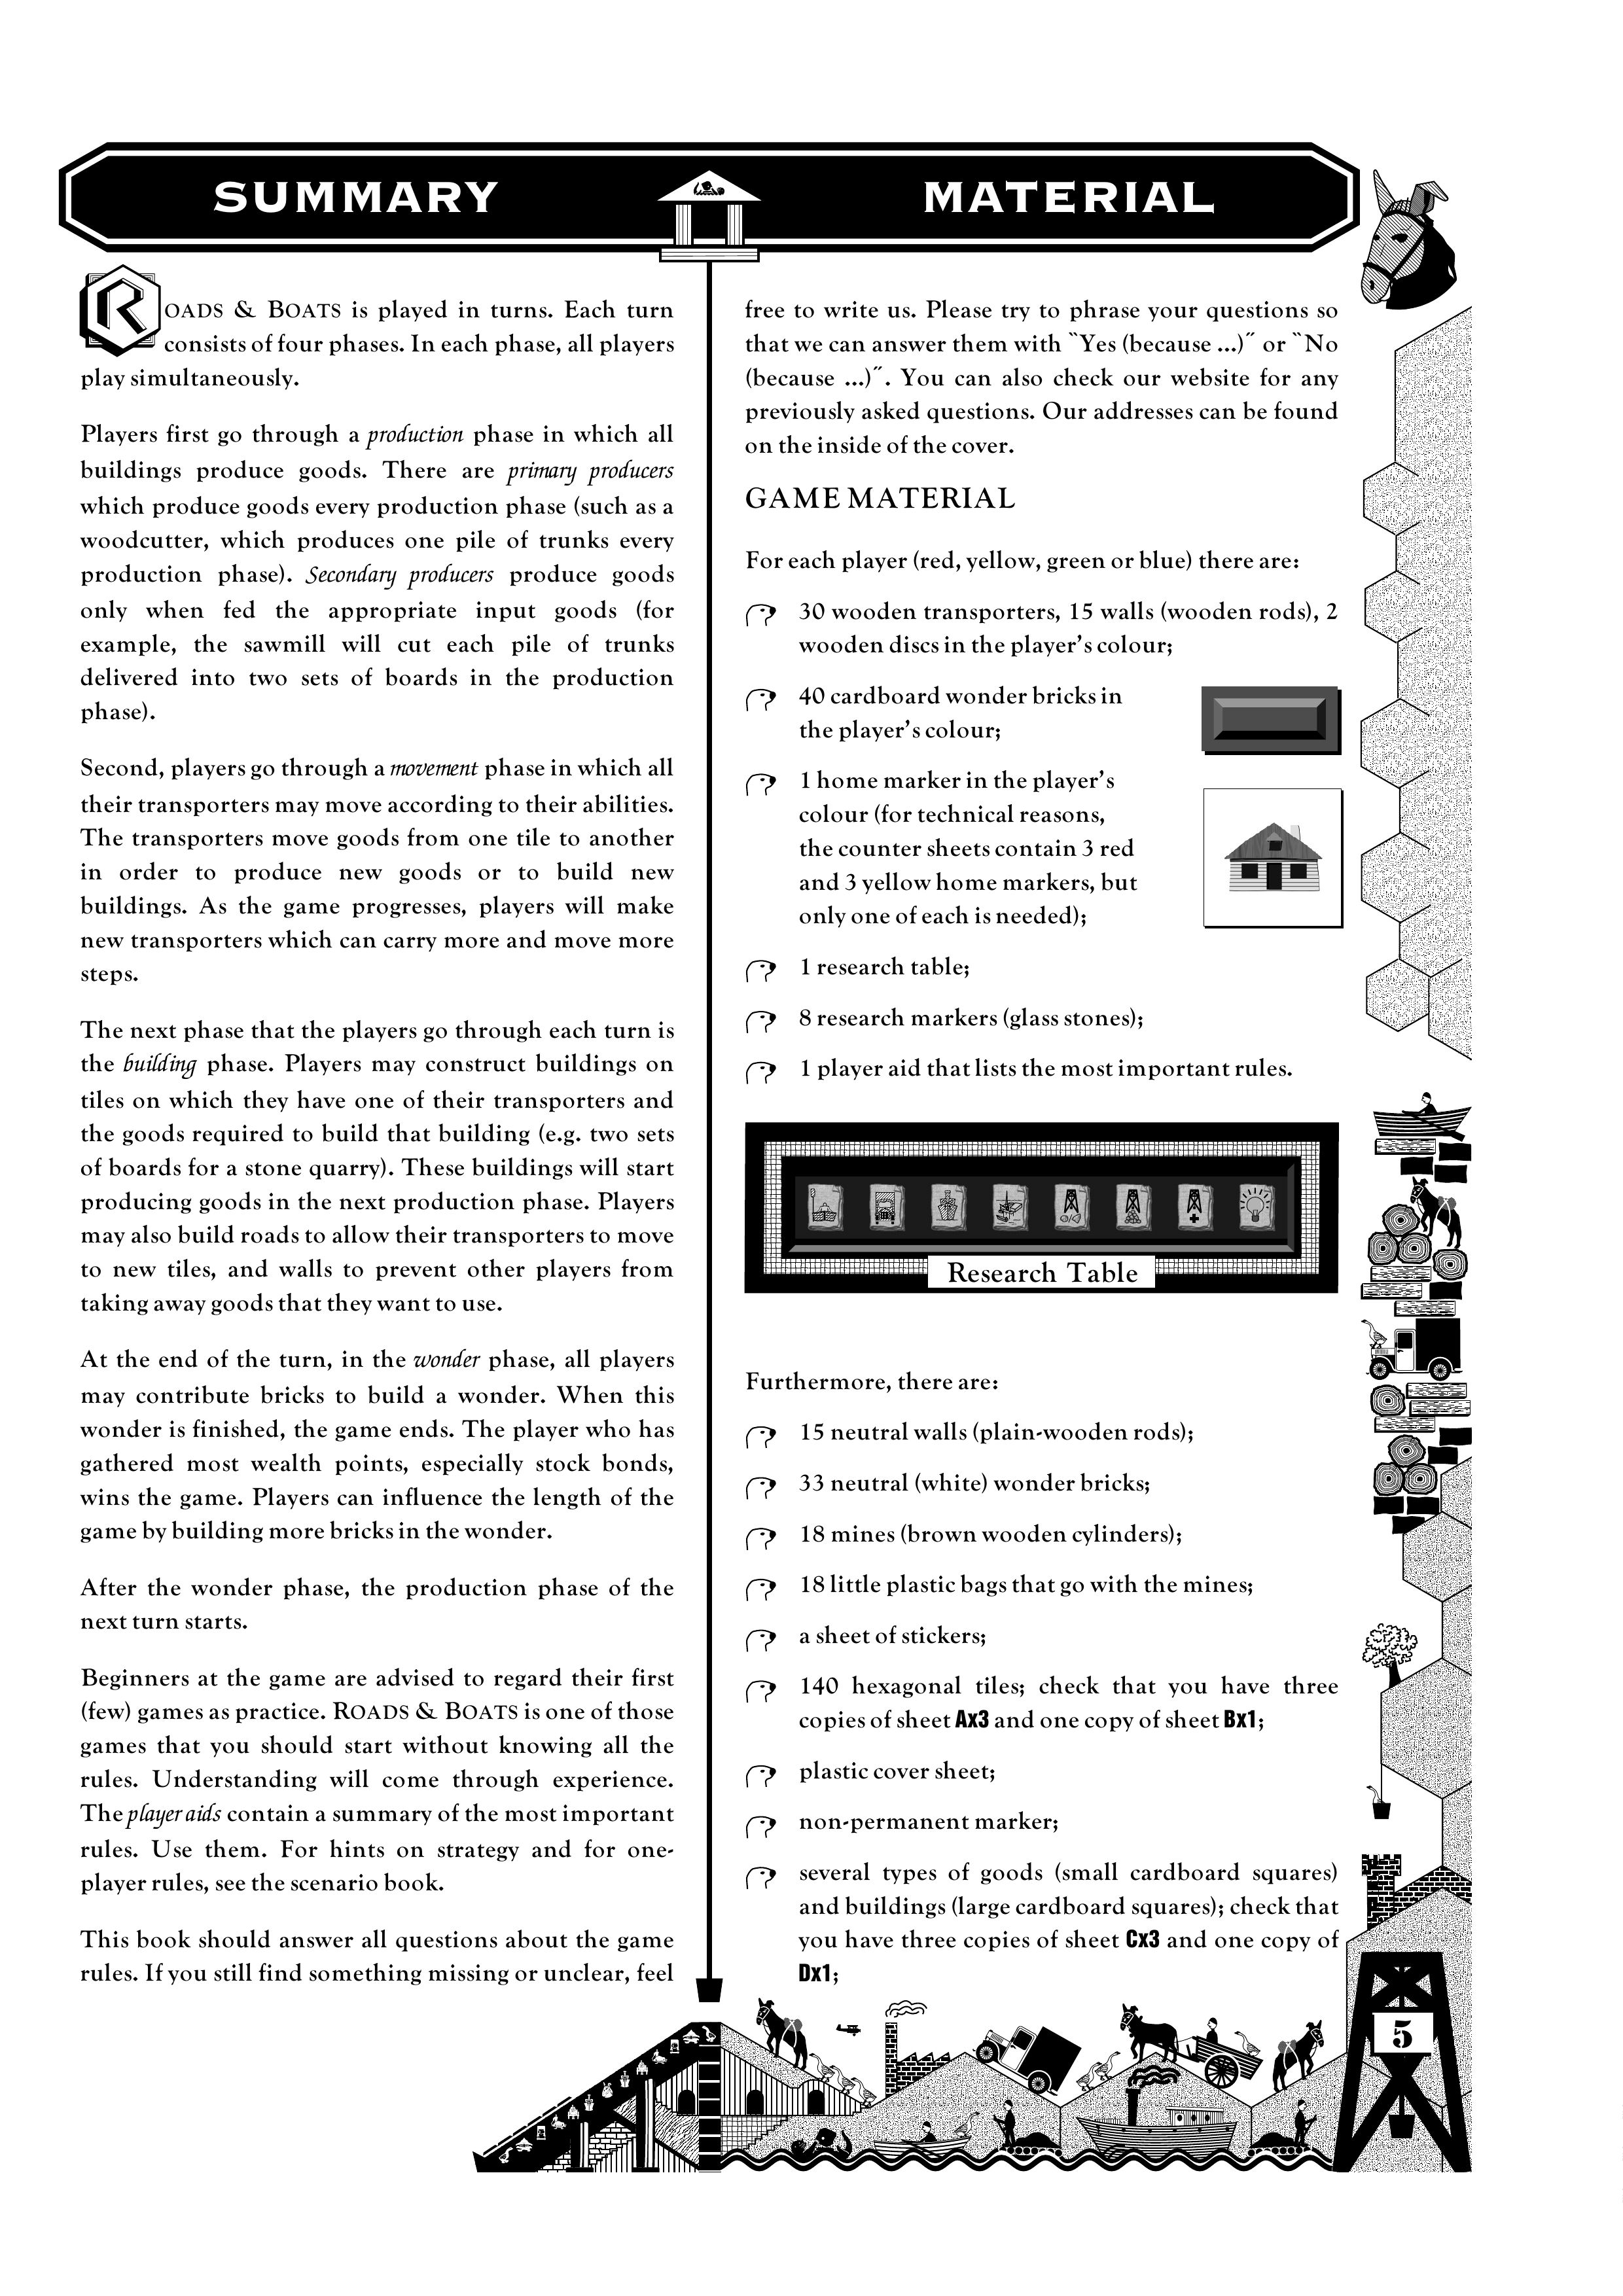 SUMMARY
MATERIAL
ROADS & BOATS is played in turns. Each turn
consists of four phases. In each phase, all players
play simultaneously.
Players first go through a production phase in which all
buildings produce goods. There are primary producers
which produce goods every production phase (such as a
woodcutter, which produces one pile of trunks every
production phase). Secondary producers produce goods
only when fed the appropriate input goods (for
example, the sawmill will cut each pile of trunks
delivered into two sets of boards in the production
phase).
Second, players go through a movement phase in which all
their transporters may move according to their abilities.
The transporters move goods from one tile to another
in order to produce new goods or to build new
buildings. As the game progresses, players will make
new transporters which can carry more and move more
steps.
The next phase that the players go through each turn is
the building phase. Players may construct buildings on
tiles on which they have one of their transporters and
the goods required to build that building (e.g. two sets
of boards for a stone quarry). These buildings will start
producing goods in the next production phase. Players
may also build roads to allow their transporters to move
to new tiles, and walls to prevent other players from
taking away goods that they want to use.
At the end of the turn, in the wonder phase, all players
may contribute bricks to build a wonder. When this
wonder is finished, the game ends. The player who has
gathered most wealth points, especially stock bonds,
wins the game. Players can influence the length of the
game by building more bricks in the wonder.
After the wonder phase, the production phase of the
next turn starts.
Beginners at the game are advised to regard their first
(few) games as practice. ROADS & BOATS is one of those
games that you should start without knowing all the
rules. Understanding will come through experience.
The player aids contain a summary of the most important
rules. Use them. For hints on strategy and for one-
player rules, see the scenario book.
This book should answer all questions about the game
rules. If you still find something missing or unclear, feel
free to write us. Please try to phrase your questions so
that we can answer them with ‶Yes (because ...)″ or ‶No
(because ...)″. You can also check our website for any
previously asked questions. Our addresses can be found
on the inside of the cover.
GAME MATERIAL
For each player (red, yellow, green or blue) there are:
30 wooden transporters, 15 walls (wooden rods), 2
wooden discs in the player's colour;
40 cardboard wonder bricks in
the player's colour;
1 home marker in the player's
colour (for technical reasons,
the counter sheets contain 3 red
and 3 yellow home markers, but
only one of each is needed);
1 research table;
8 research markers (glass stones);
1 player aid that lists the most important rules.
Research Table
Furthermore, there are:
15 neutral walls (plain-wooden rods);
33 neutral (white) wonder bricks;
18 mines (brown wooden cylinders);
18 little plastic bags that go with the mines;
a sheet of stickers;
140 hexagonal tiles; check that you have three
copies of sheet Ax3 and one copy of sheet Bx1;
plastic cover sheet;
non-permanent marker;
several types of goods (small cardboard squares)
and buildings (large cardboard squares); check that
you have three copies of sheet Cx3 and one copy of
Dx1;
5